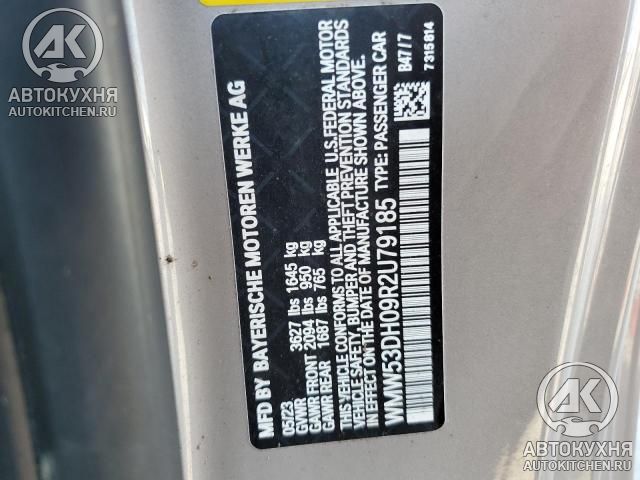 MFD BY BAYERISCHE MOTOREN WERKE AG
05/23
GVWR 3627 lbs 1645 kg
GAWR FRONT 2094 lbs 950 kg
GAWR REAR 1687 lbs 765 kg
THIS VEHICLE CONFORMS TO ALL APPLICABLE U.S.FEDERAL MOTOR
VEHICLE-SAFETY, BUMPER AND THEFT PREVENTION STANDARDS
IN EFFECT ON THE DATE OF MANUFACTURE SHOWN ABOVE.
WMW53DH09R2U79185 TYPE: PASSENGER CAR
B47/7
7315814
AK
АВТОКУХНЯ
AUTOKITCHEN.RU
AK
АВТОКУХНЯ
AUTOKITCHEN.RU